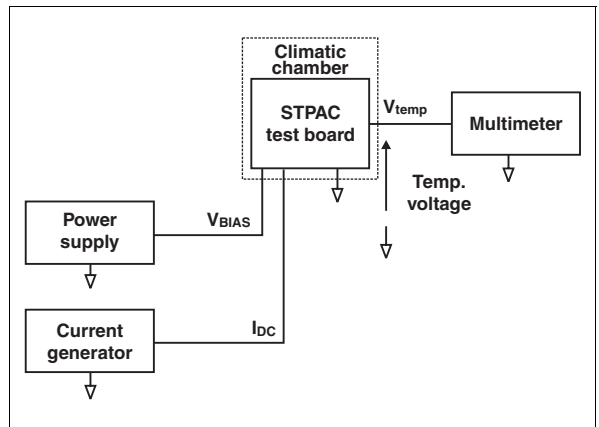 Climatic
chamber
STPAC
test board
Vtemp
Multimeter
Temp.
voltage
Power
supply
VBIAS
Current
generator
IDC